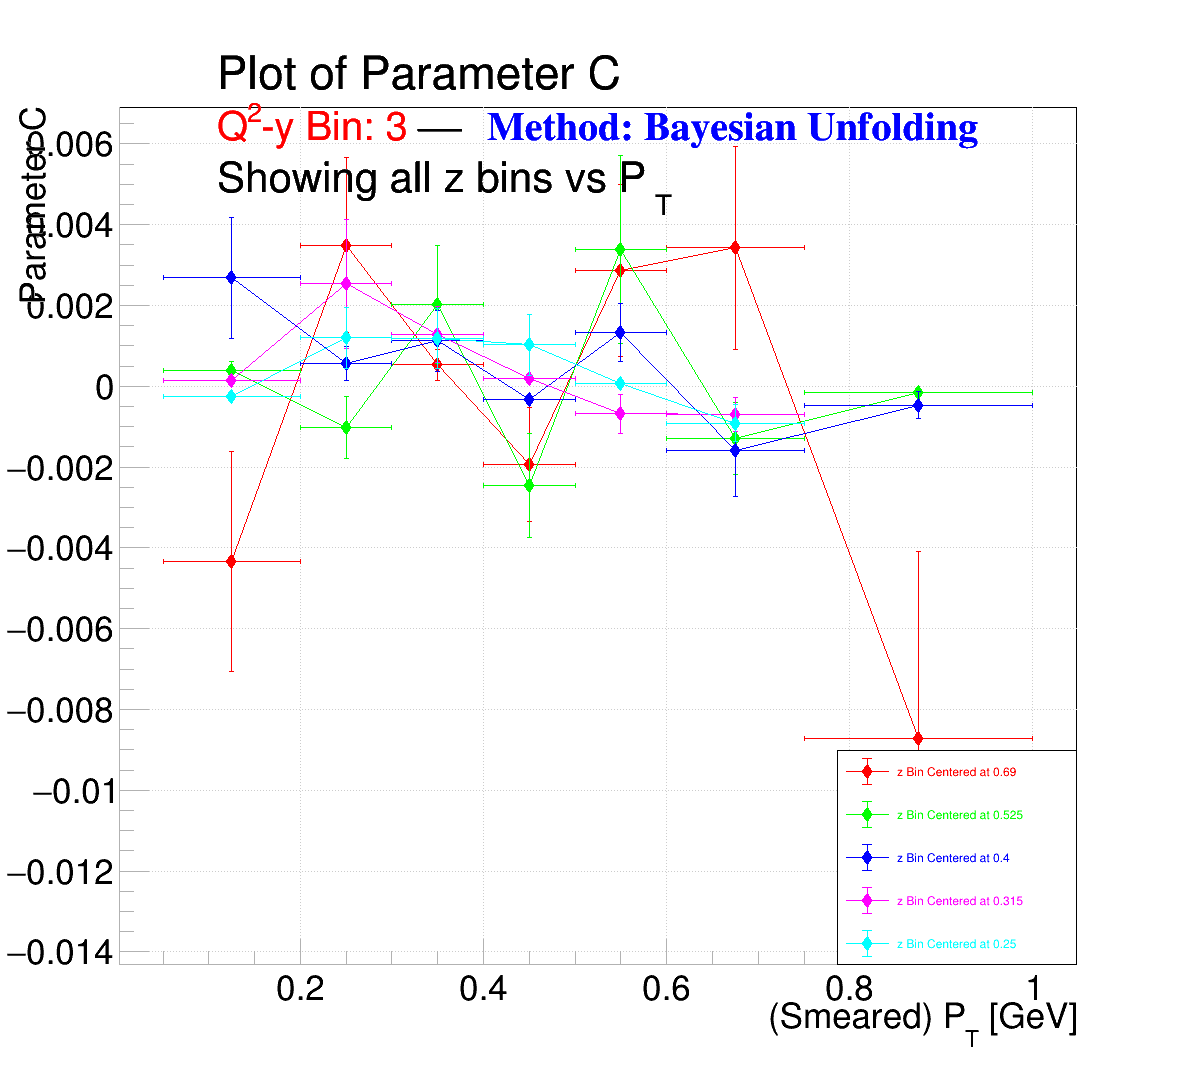 Plot of Parameter C
Q²-y Bin: 3 — Method: Bayesian Unfolding
Showing all z bins vs P_T
Parameter C
0.006
0.004
0.002
0
−0.002
−0.004
−0.006
−0.008
−0.01
−0.012
−0.014
z Bin Centered at 0.69
z Bin Centered at 0.525
z Bin Centered at 0.4
z Bin Centered at 0.315
z Bin Centered at 0.25
0.2 0.4 0.6 0.8 1
(Smeared) P_T [GeV]